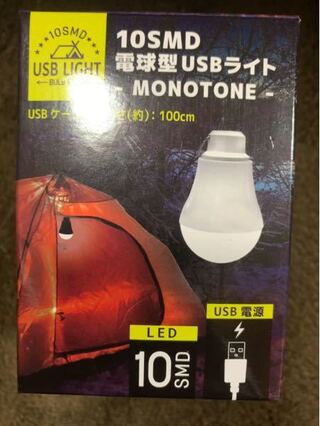 10SMD
USB LIGHT
10SMD
電球型USBライト
- MONOTONE -
(約)：100cm
LED
10 SMD
USB 電源